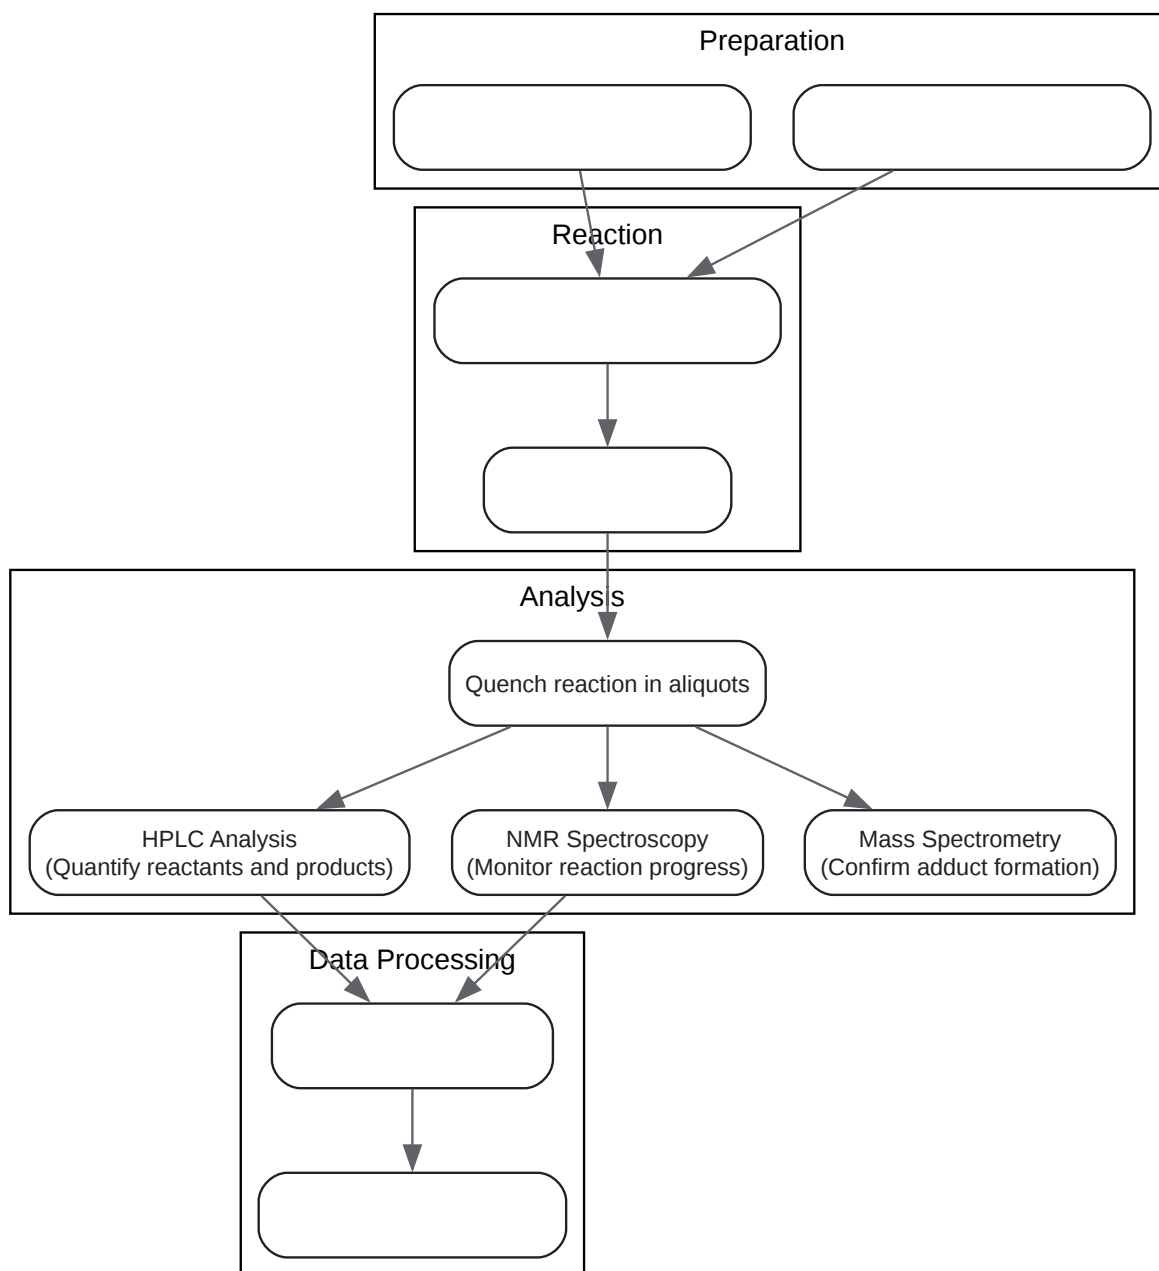 Preparation
Reaction
Analysis
Quench reaction in aliquots
HPLC Analysis
(Quantify reactants and products)
NMR Spectroscopy
(Monitor reaction progress)
Mass Spectrometry
(Confirm adduct formation)
Data Processing